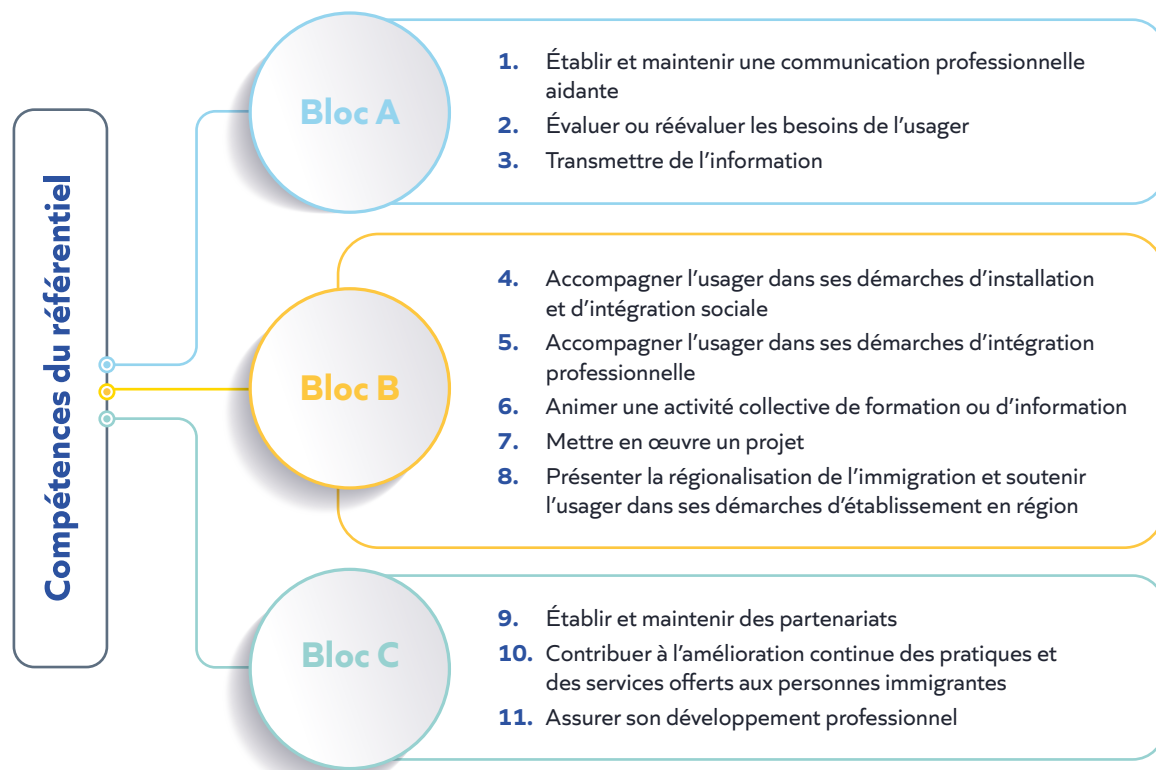 Compétences du référentiel
Bloc A
1. Établir et maintenir une communication professionnelle
aidante
2. Évaluer ou réévaluer les besoins de l’usager
3. Transmettre de l’information
Bloc B
4. Accompagner l’usager dans ses démarches d’installation
et d’intégration sociale
5. Accompagner l’usager dans ses démarches d’intégration
professionnelle
6. Animer une activité collective de formation ou d’information
7. Mettre en œuvre un projet
8. Présenter la régionalisation de l’immigration et soutenir
l’usager dans ses démarches d’établissement en région
Bloc C
9. Établir et maintenir des partenariats
10. Contribuer à l’amélioration continue des pratiques et
des services offerts aux personnes immigrantes
11. Assurer son développement professionnel